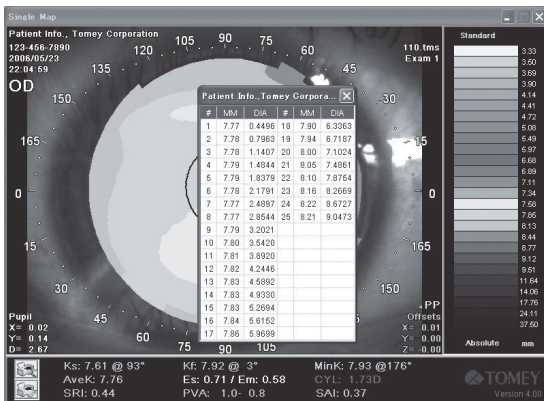 Single Map
Patient Info., Tomey Corporation
123-456-7890
2006/05/23
22:04:59
OD
110.tms
Exam 1
105 90 75
120 60
135 45
150 30
165 15
0 0
15 165
30 150
45
60 75 90 105
Patient Info.,Tomey Corpora...
# MM DIA # MM DIA
1 7.77 0.4496 18 7.90 6.3363
2 7.78 0.7963 19 7.94 6.7187
3 7.78 1.1407 20 8.00 7.1024
4 7.79 1.4844 21 8.05 7.4861
5 7.79 1.8379 22 8.10 7.8754
6 7.78 2.1791 23 8.16 8.2669
7 7.77 2.4897 24 8.22 8.6727
8 7.77 2.8544 25 8.21 9.0473
9 7.79 3.2021
10 7.80 3.5420
11 7.81 3.8920
12 7.82 4.2446
13 7.83 4.5892
14 7.83 4.9330
15 7.83 5.2694
16 7.84 5.6152
17 7.86 5.9699
Pupil
X= 0.02
Y= 0.14
D= 2.67
+PP
Offsets
X= 0.01
Y= 0.00
Z= -0.00
Standard
3.33
3.50
3.69
3.90
4.14
4.41
4.72
5.08
5.49
5.97
6.68
6.89
7.11
7.34
7.58
7.85
8.13
8.44
8.77
9.12
9.51
11.64
14.06
17.76
24.11
37.50
Absolute mm
Ks: 7.61 @ 93° Kf: 7.92 @ 3° MinK: 7.93 @176°
AveK: 7.76 Es: 0.71 / Em: 0.58 CYL: 1.73D
SRI: 0.44 PVA: 1.0- 0.8 SAI: 0.37
TOMEY
Version 4.00